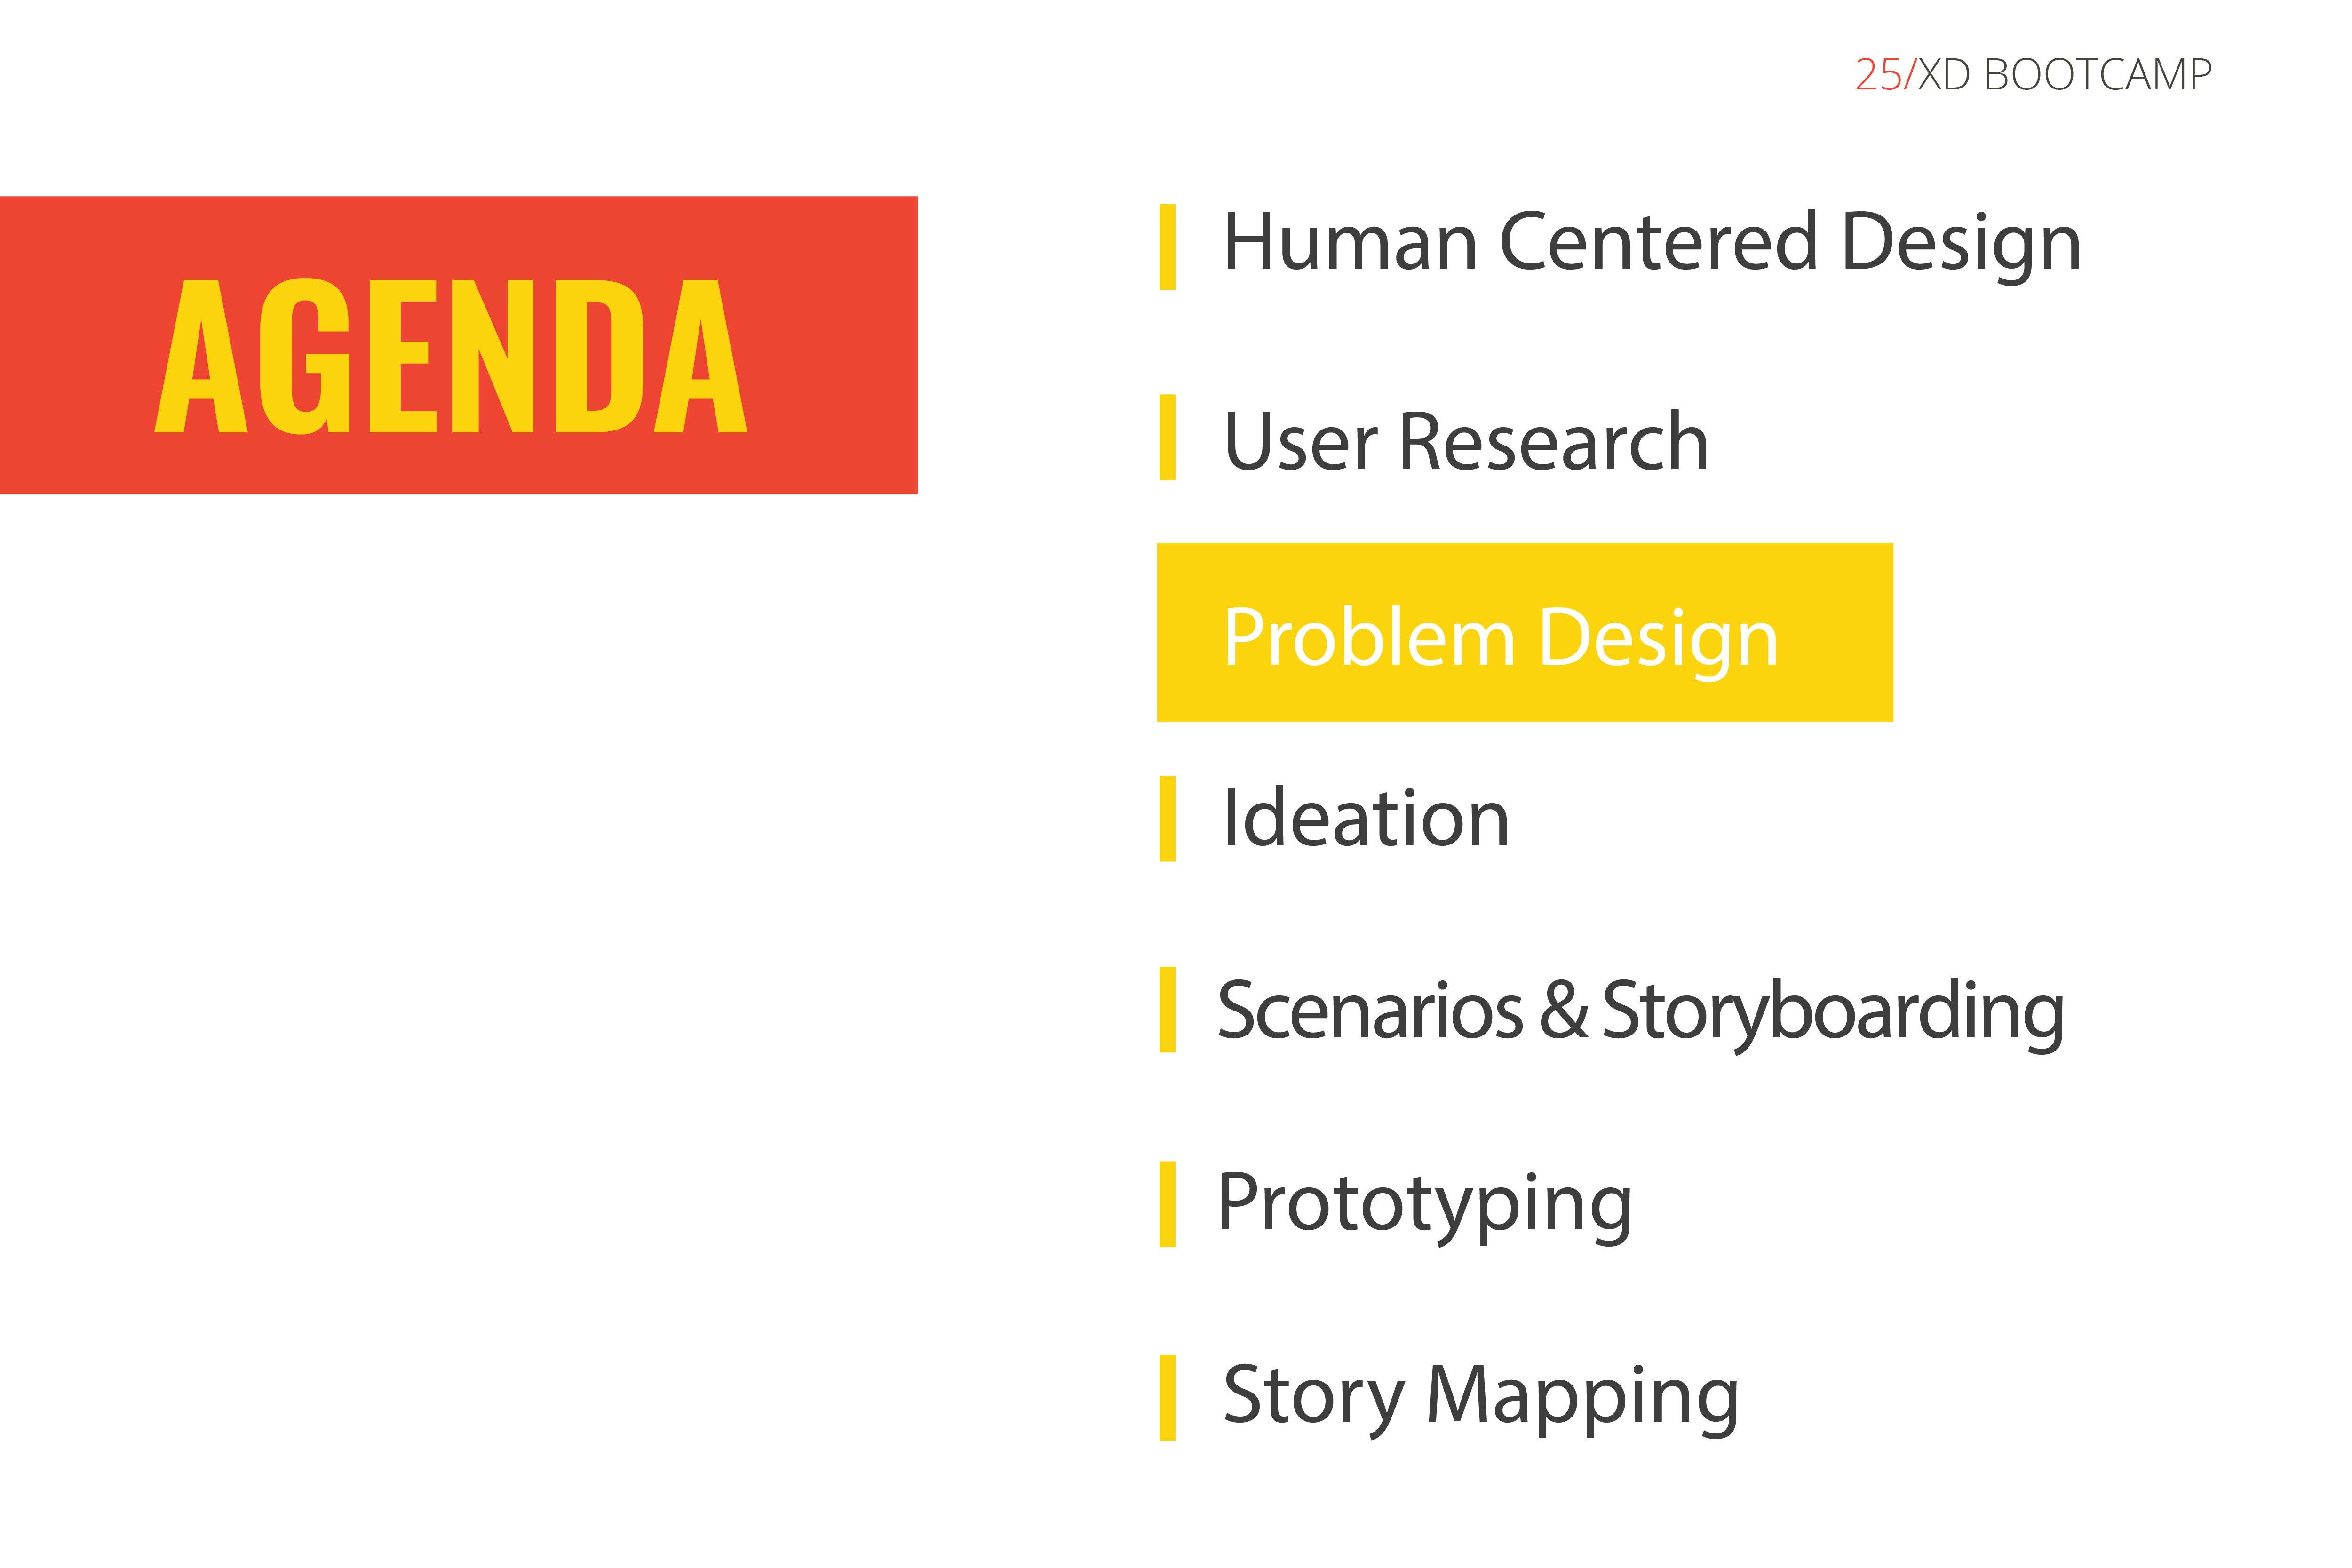 25/XD BOOTCAMP
AGENDA
Human Centered Design
User Research
Problem Design
Ideation
Scenarios & Storyboarding
Prototyping
Story Mapping